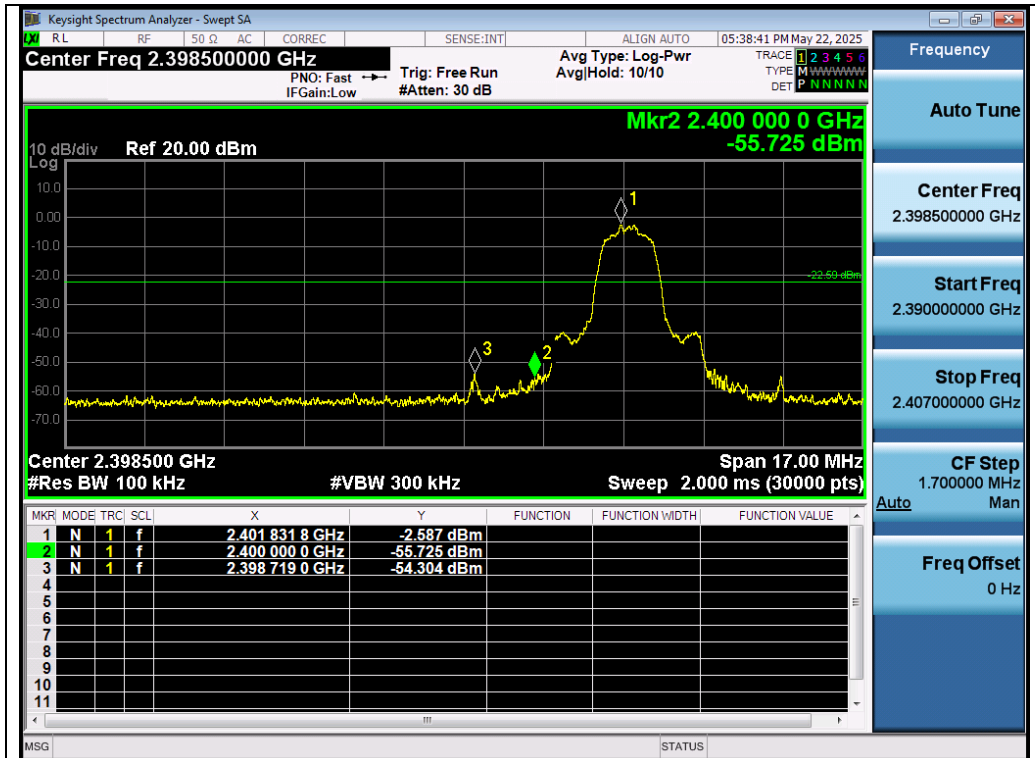 Keysight Spectrum Analyzer - Swept SA
LXI RL RF 50 Ω AC CORREC SENSE:INT ALIGN AUTO 05:38:41 PM May 22, 2025
Center Freq 2.398500000 GHz
PNO: Fast
IFGain:Low
Trig: Free Run
#Atten: 30 dB
Avg Type: Log-Pwr
Avg|Hold: 10/10
TRACE 1 2 3 4 5 6
TYPE M WWWWW
DET P N N N N N
Mkr2 2.400 000 0 GHz
-55.725 dBm
10 dB/div Ref 20.00 dBm
Log
10.0
0.00
-10.0
-20.0
-30.0
-40.0
-50.0
-60.0
-70.0
1
-22.59 dBm
3
2
Center 2.398500 GHz Span 17.00 MHz
#Res BW 100 kHz #VBW 300 kHz Sweep 2.000 ms (30000 pts)
MKR MODE TRC SCL X Y FUNCTION FUNCTION WIDTH FUNCTION VALUE
1 N 1 f 2.401 831 8 GHz -2.587 dBm
2 N 1 f 2.400 000 0 GHz -55.725 dBm
3 N 1 f 2.398 719 0 GHz -54.304 dBm
4
5
6
7
8
9
10
11
MSG STATUS
Frequency
Auto Tune
Center Freq
2.398500000 GHz
Start Freq
2.390000000 GHz
Stop Freq
2.407000000 GHz
CF Step
1.700000 MHz
Auto Man
Freq Offset
0 Hz